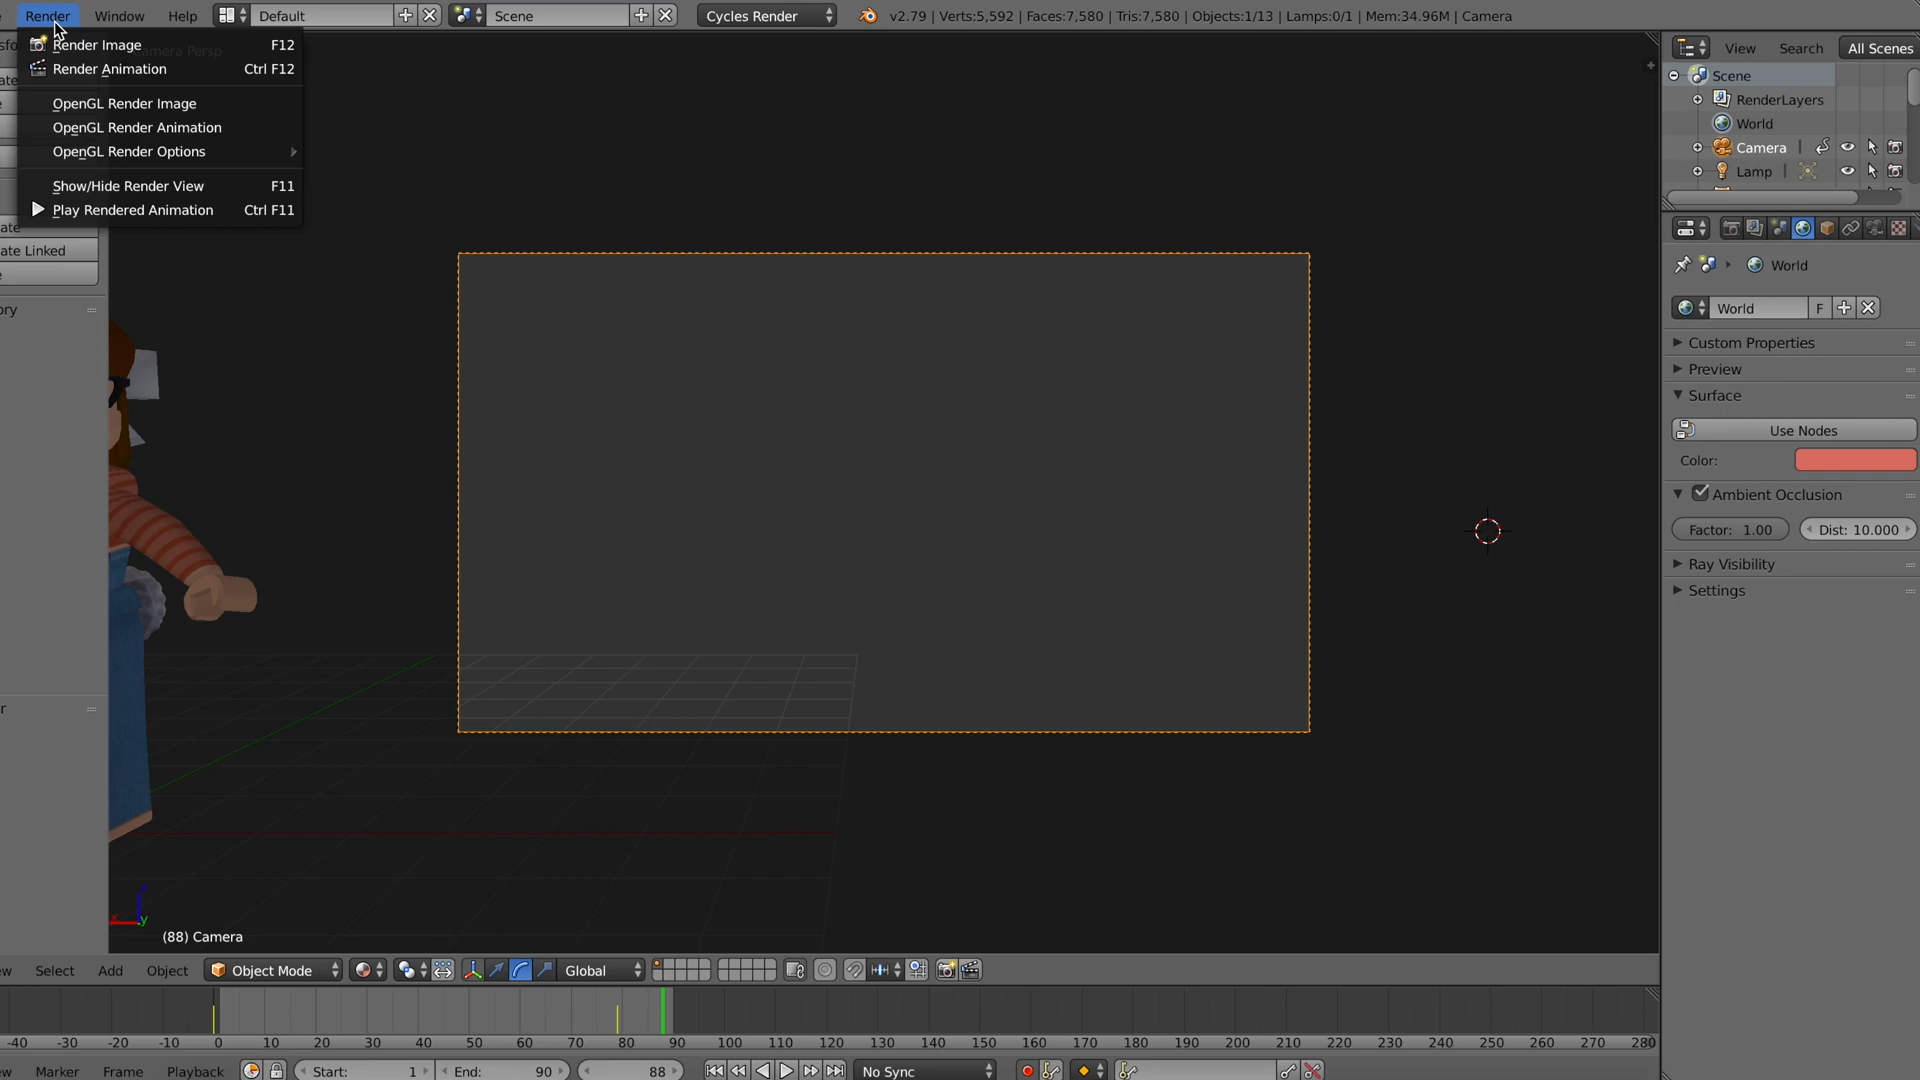 Render Window Help Default Scene Cycles Render v2.79 | Verts:5,592 | Faces:7,580 | Tris:7,580 | Objects:1/13 | Lamps:0/1 | Mem:34.96M | Camera
Render Image F12
Render Animation Ctrl F12
OpenGL Render Image
OpenGL Render Animation
OpenGL Render Options
Show/Hide Render View F11
Play Rendered Animation Ctrl F11
amera Persp
ate
ate
ate Linked
ory
r
View Search All Scenes
Scene
RenderLayers
World
Camera
Lamp
World
World F
Custom Properties
Preview
Surface
Use Nodes
Color:
Ambient Occlusion
Factor: 1.00 Dist: 10.000
Ray Visibility
Settings
x y
(88) Camera
ew Select Add Object Object Mode Global
-40 -30 -20 -10 0 10 20 30 40 50 60 70 80 90 100 110 120 130 140 150 160 170 180 190 200 210 220 230 240 250 260 270 280
ew Marker Frame Playback Start: 1 End: 90 88 No Sync